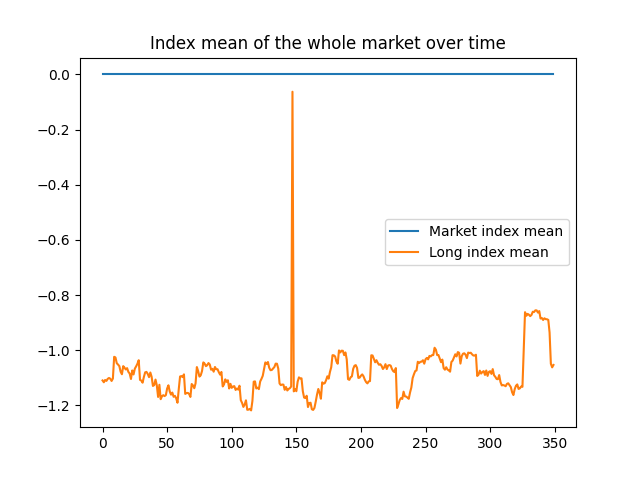 Index mean of the whole market over time
0.0
−0.2
−0.4
−0.6
−0.8
−1.0
−1.2
Market index mean
Long index mean
0 50 100 150 200 250 300 350